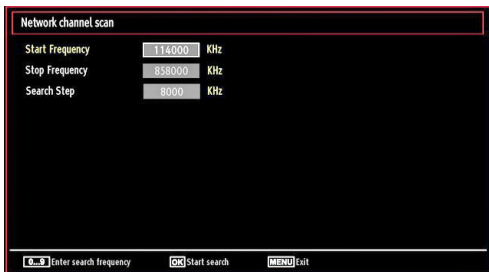 Network channel scan
Start Frequency 114000 KHz
Stop Frequency 858000 KHz
Search Step 8000 KHz
0...9 Enter search frequency OK Start search MENU Exit